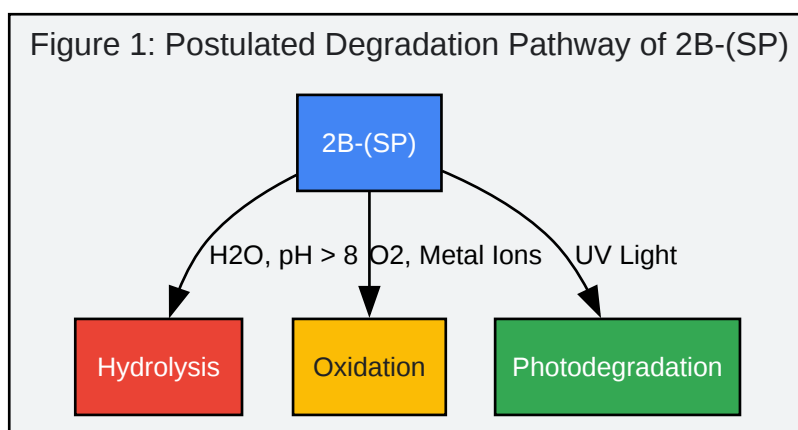 Figure 1: Postulated Degradation Pathway of 2B-(SP)
2B-(SP)
H2O, pH > 8
O2, Metal Ions
UV Light
Hydrolysis
Oxidation
Photodegradation